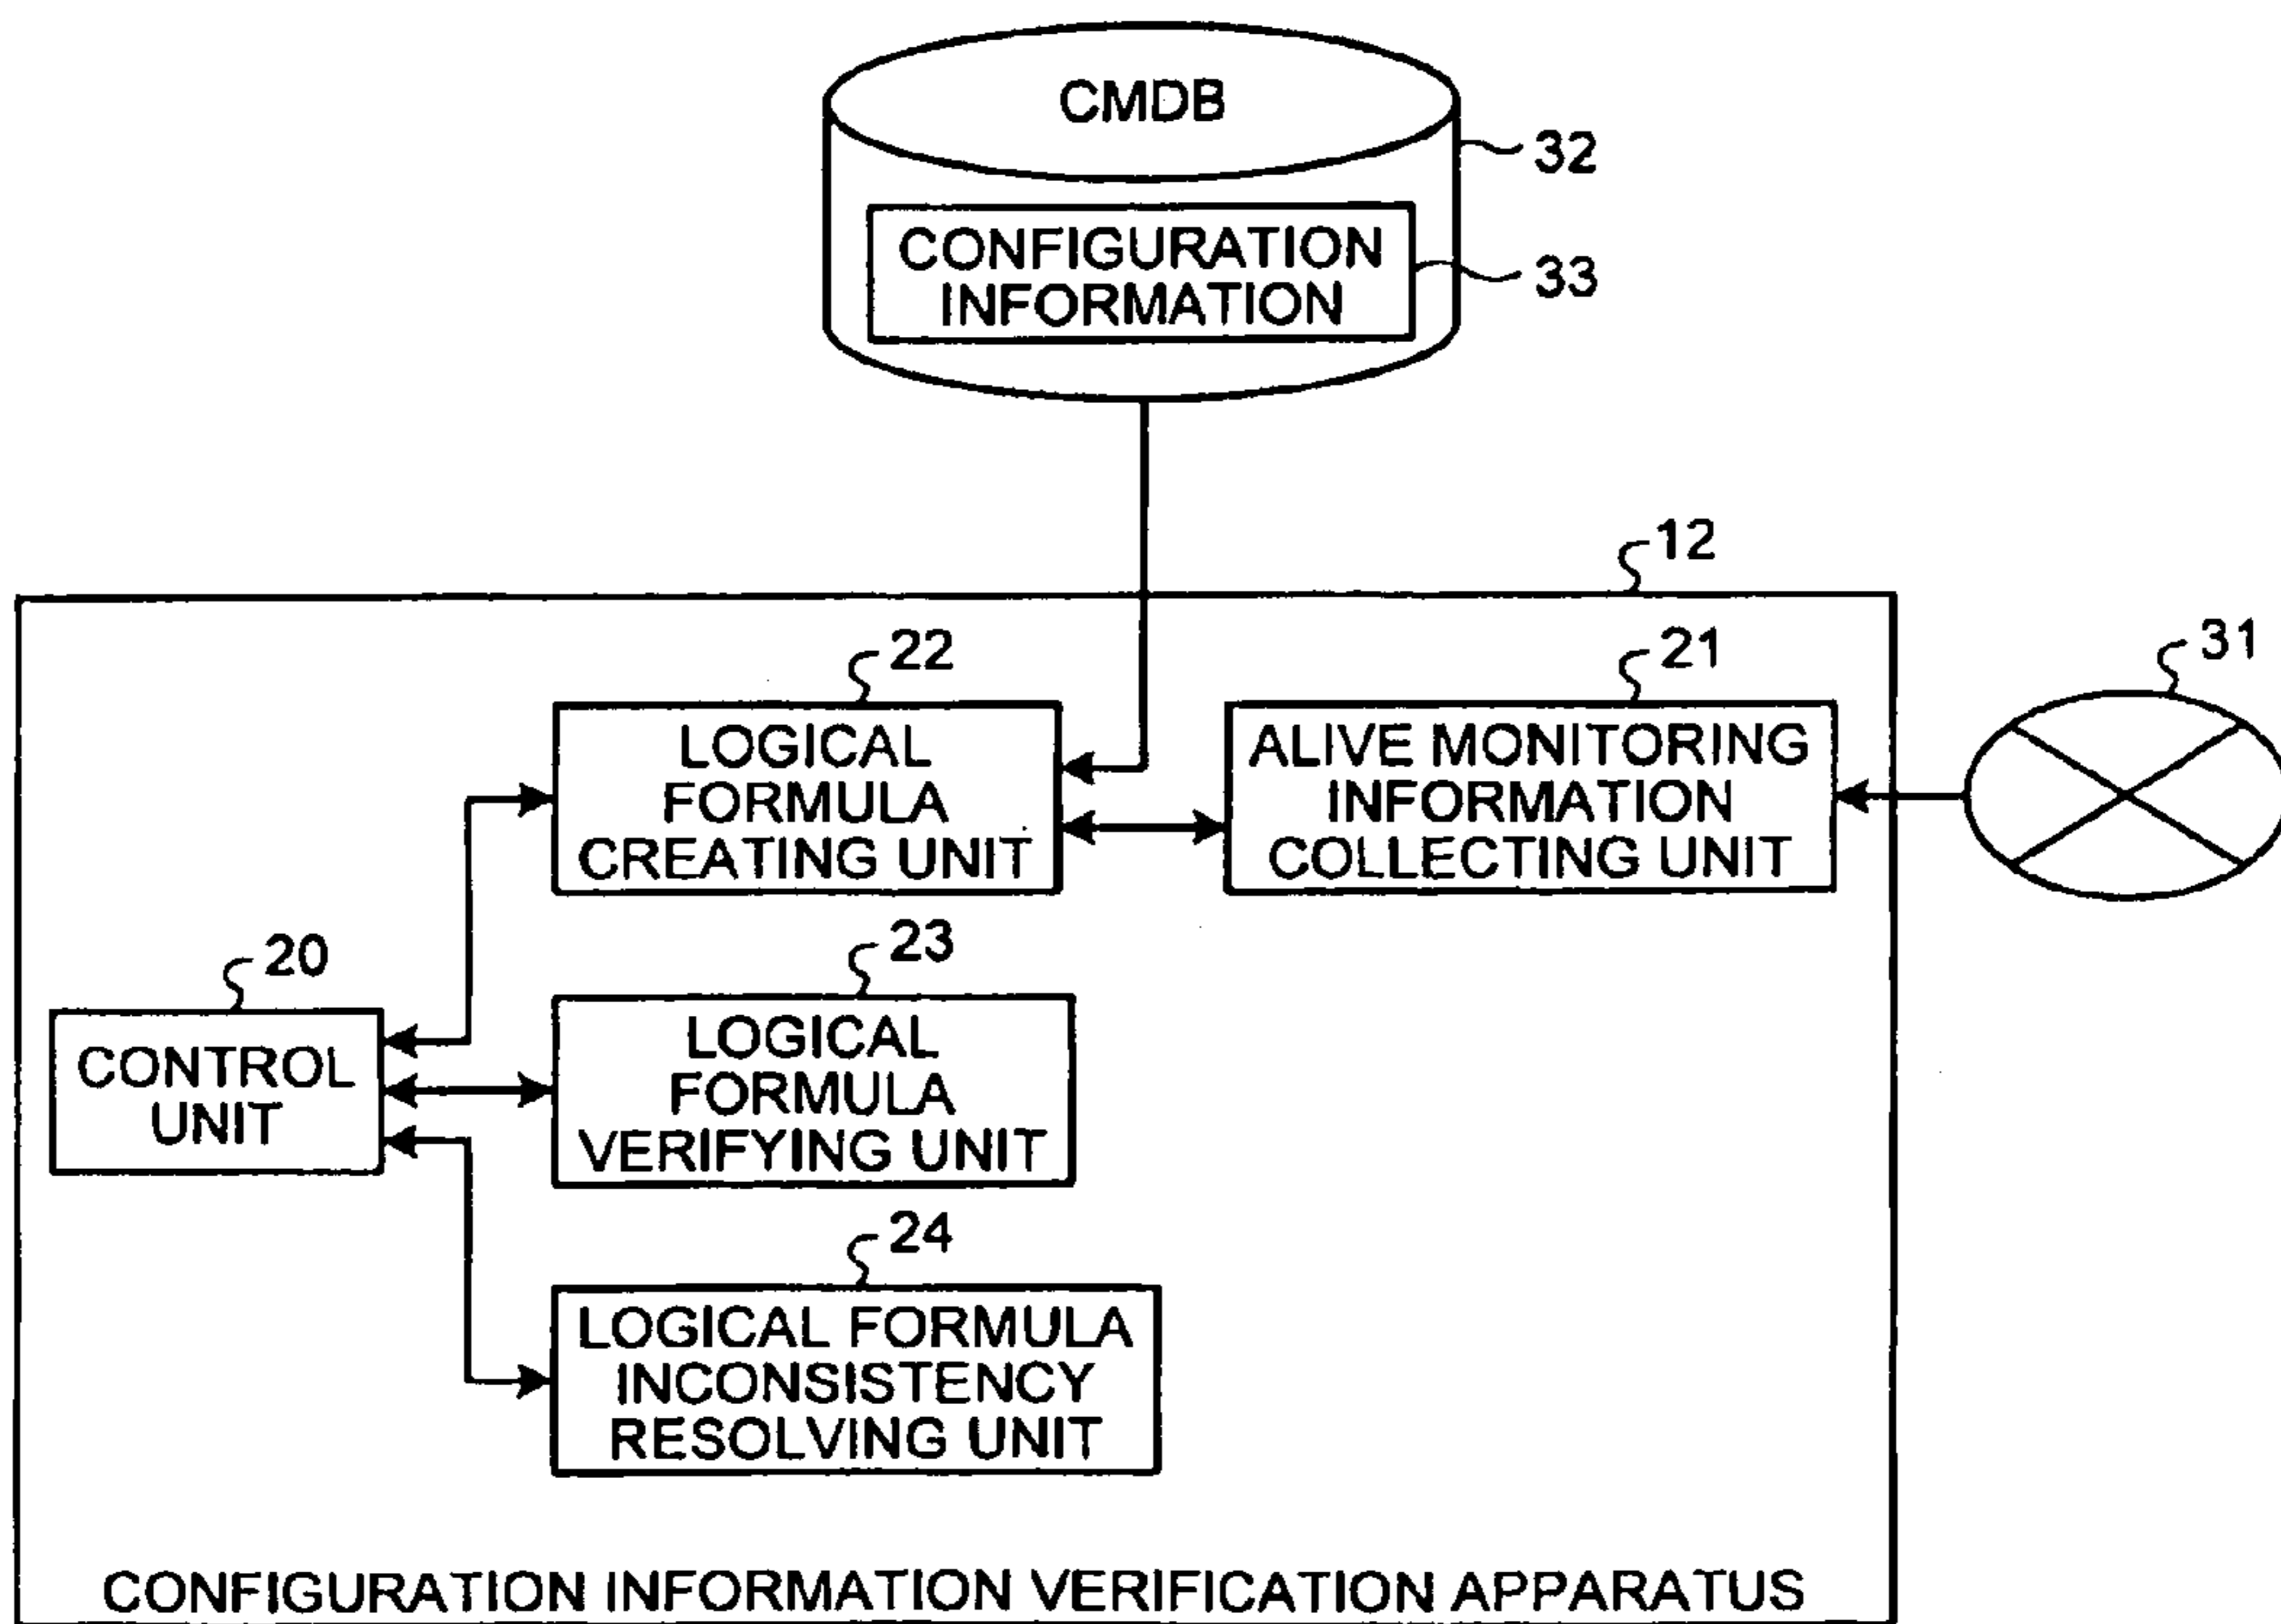 CMDB
32
CONFIGURATION
INFORMATION
33
12
22
21
31
LOGICAL
FORMULA
CREATING UNIT
ALIVE MONITORING
INFORMATION
COLLECTING UNIT
20
23
CONTROL
UNIT
LOGICAL
FORMULA
VERIFYING UNIT
24
LOGICAL FORMULA
INCONSISTENCY
RESOLVING UNIT
CONFIGURATION INFORMATION VERIFICATION APPARATUS